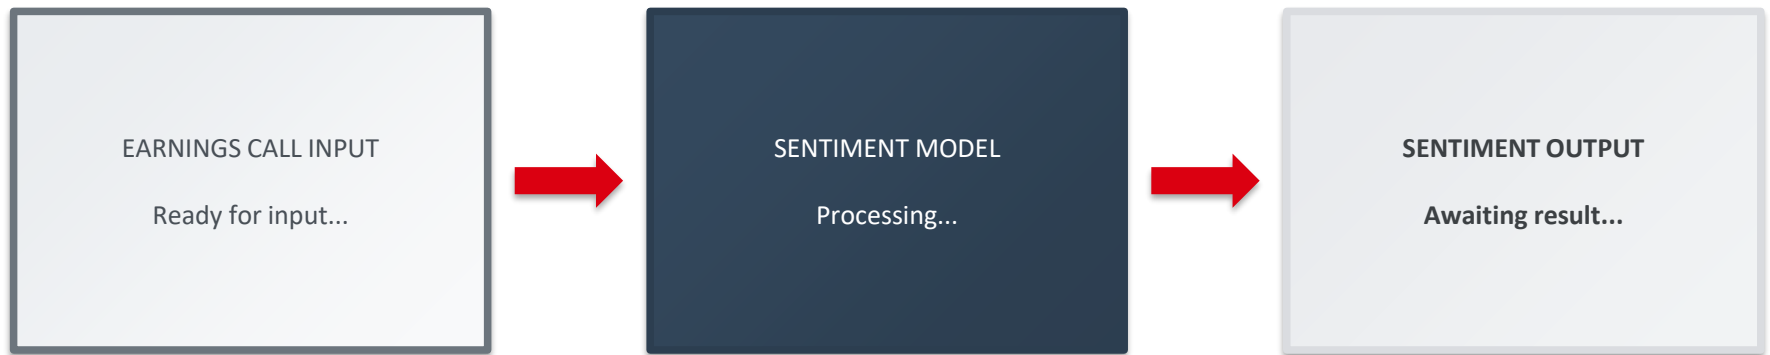 EARNINGS CALL INPUT
Ready for input...
SENTIMENT MODEL
Processing...
SENTIMENT OUTPUT
Awaiting result...